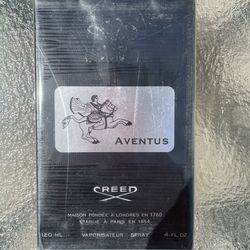 AVENTUS
CREED
MAISON FONDÉE À LONDRES EN 1760
ÉTABLIE À PARIS EN 1854
120 ML VAPORISATEUR SPRAY 4 FL.OZ